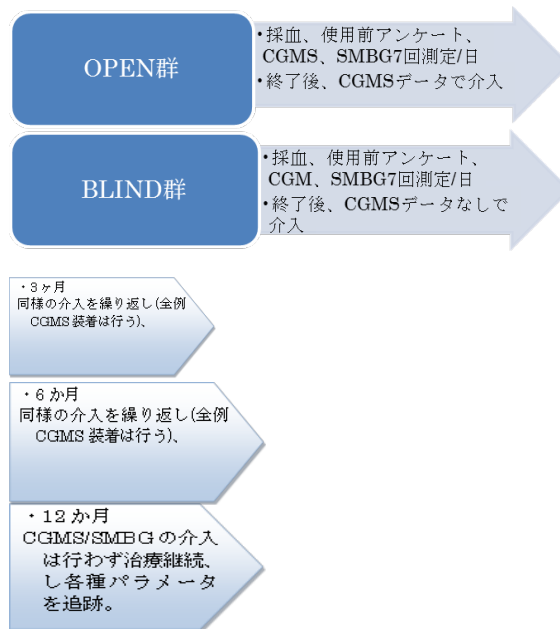 OPEN群
・採血、使用前アンケート、
CGMS、SMBG7回測定/日
・終了後、CGMSデータで介入
BLIND群
・採血、使用前アンケート、
CGM、SMBG7回測定/日
・終了後、CGMSデータなしで
介入
・3ヶ月
同様の介入を繰り返し(全例
CGMS装着は行う)、
・6か月
同様の介入を繰り返し(全例
CGMS装着は行う)、
・12か月
CGMS/SMBGの介入
は行わず治療継続、
し各種パラメータ
を追跡。